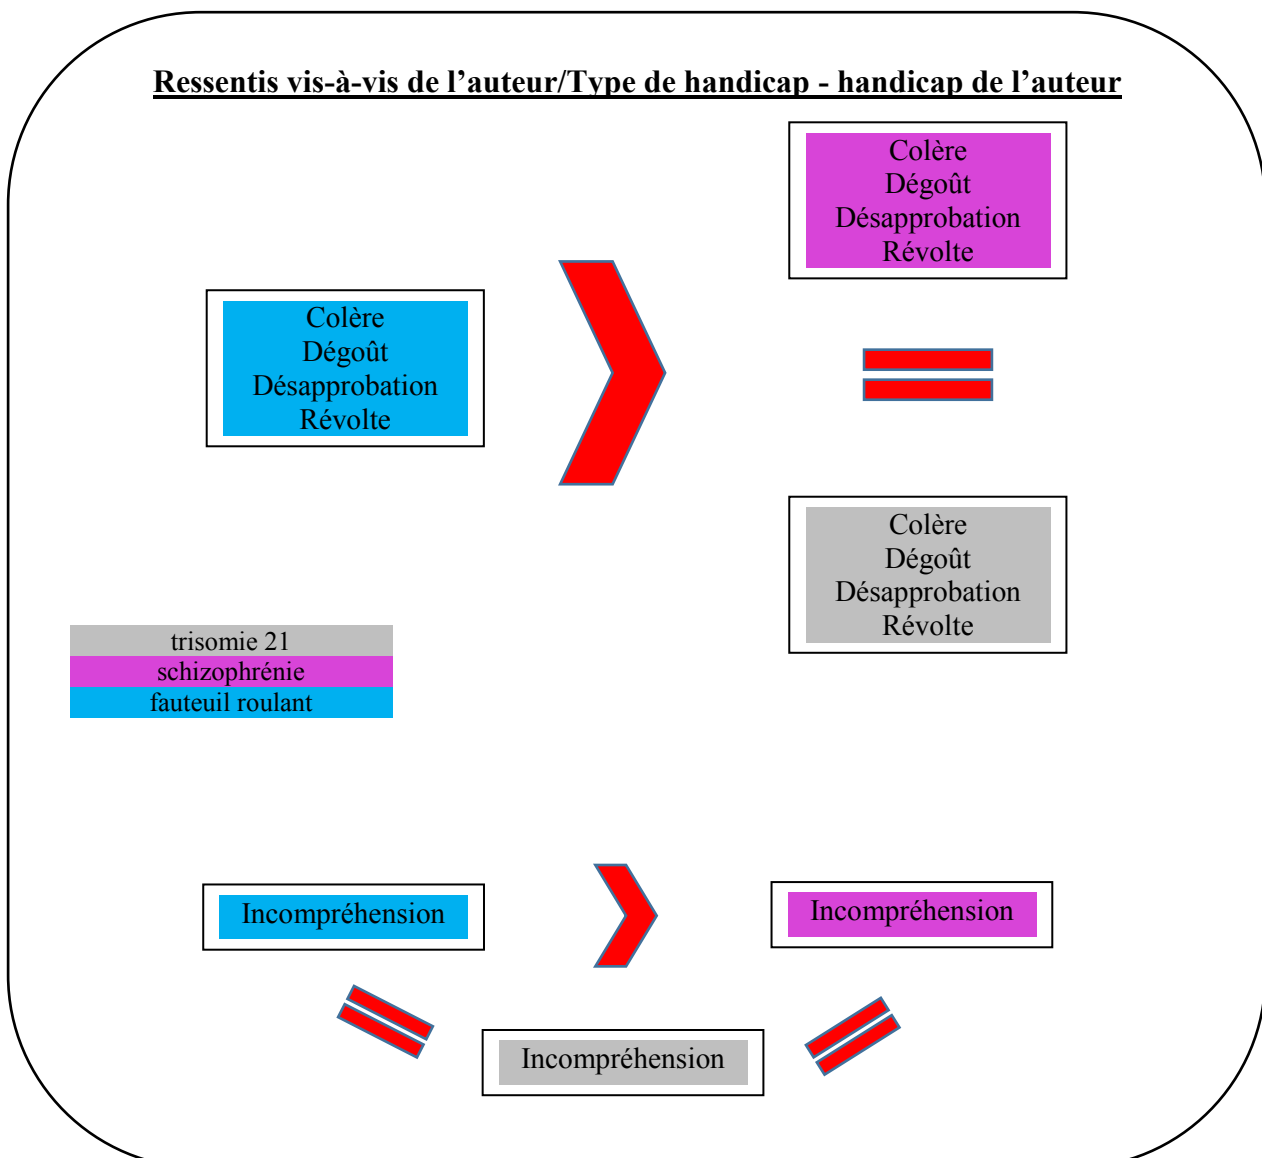 Ressentis vis-à-vis de l’auteur/Type de handicap - handicap de l’auteur
Colère
Dégoût
Désapprobation
Révolte
Colère
Dégoût
Désapprobation
Révolte
Colère
Dégoût
Désapprobation
Révolte
trisomie 21
schizophrénie
fauteuil roulant
Incompréhension
Incompréhension
Incompréhension